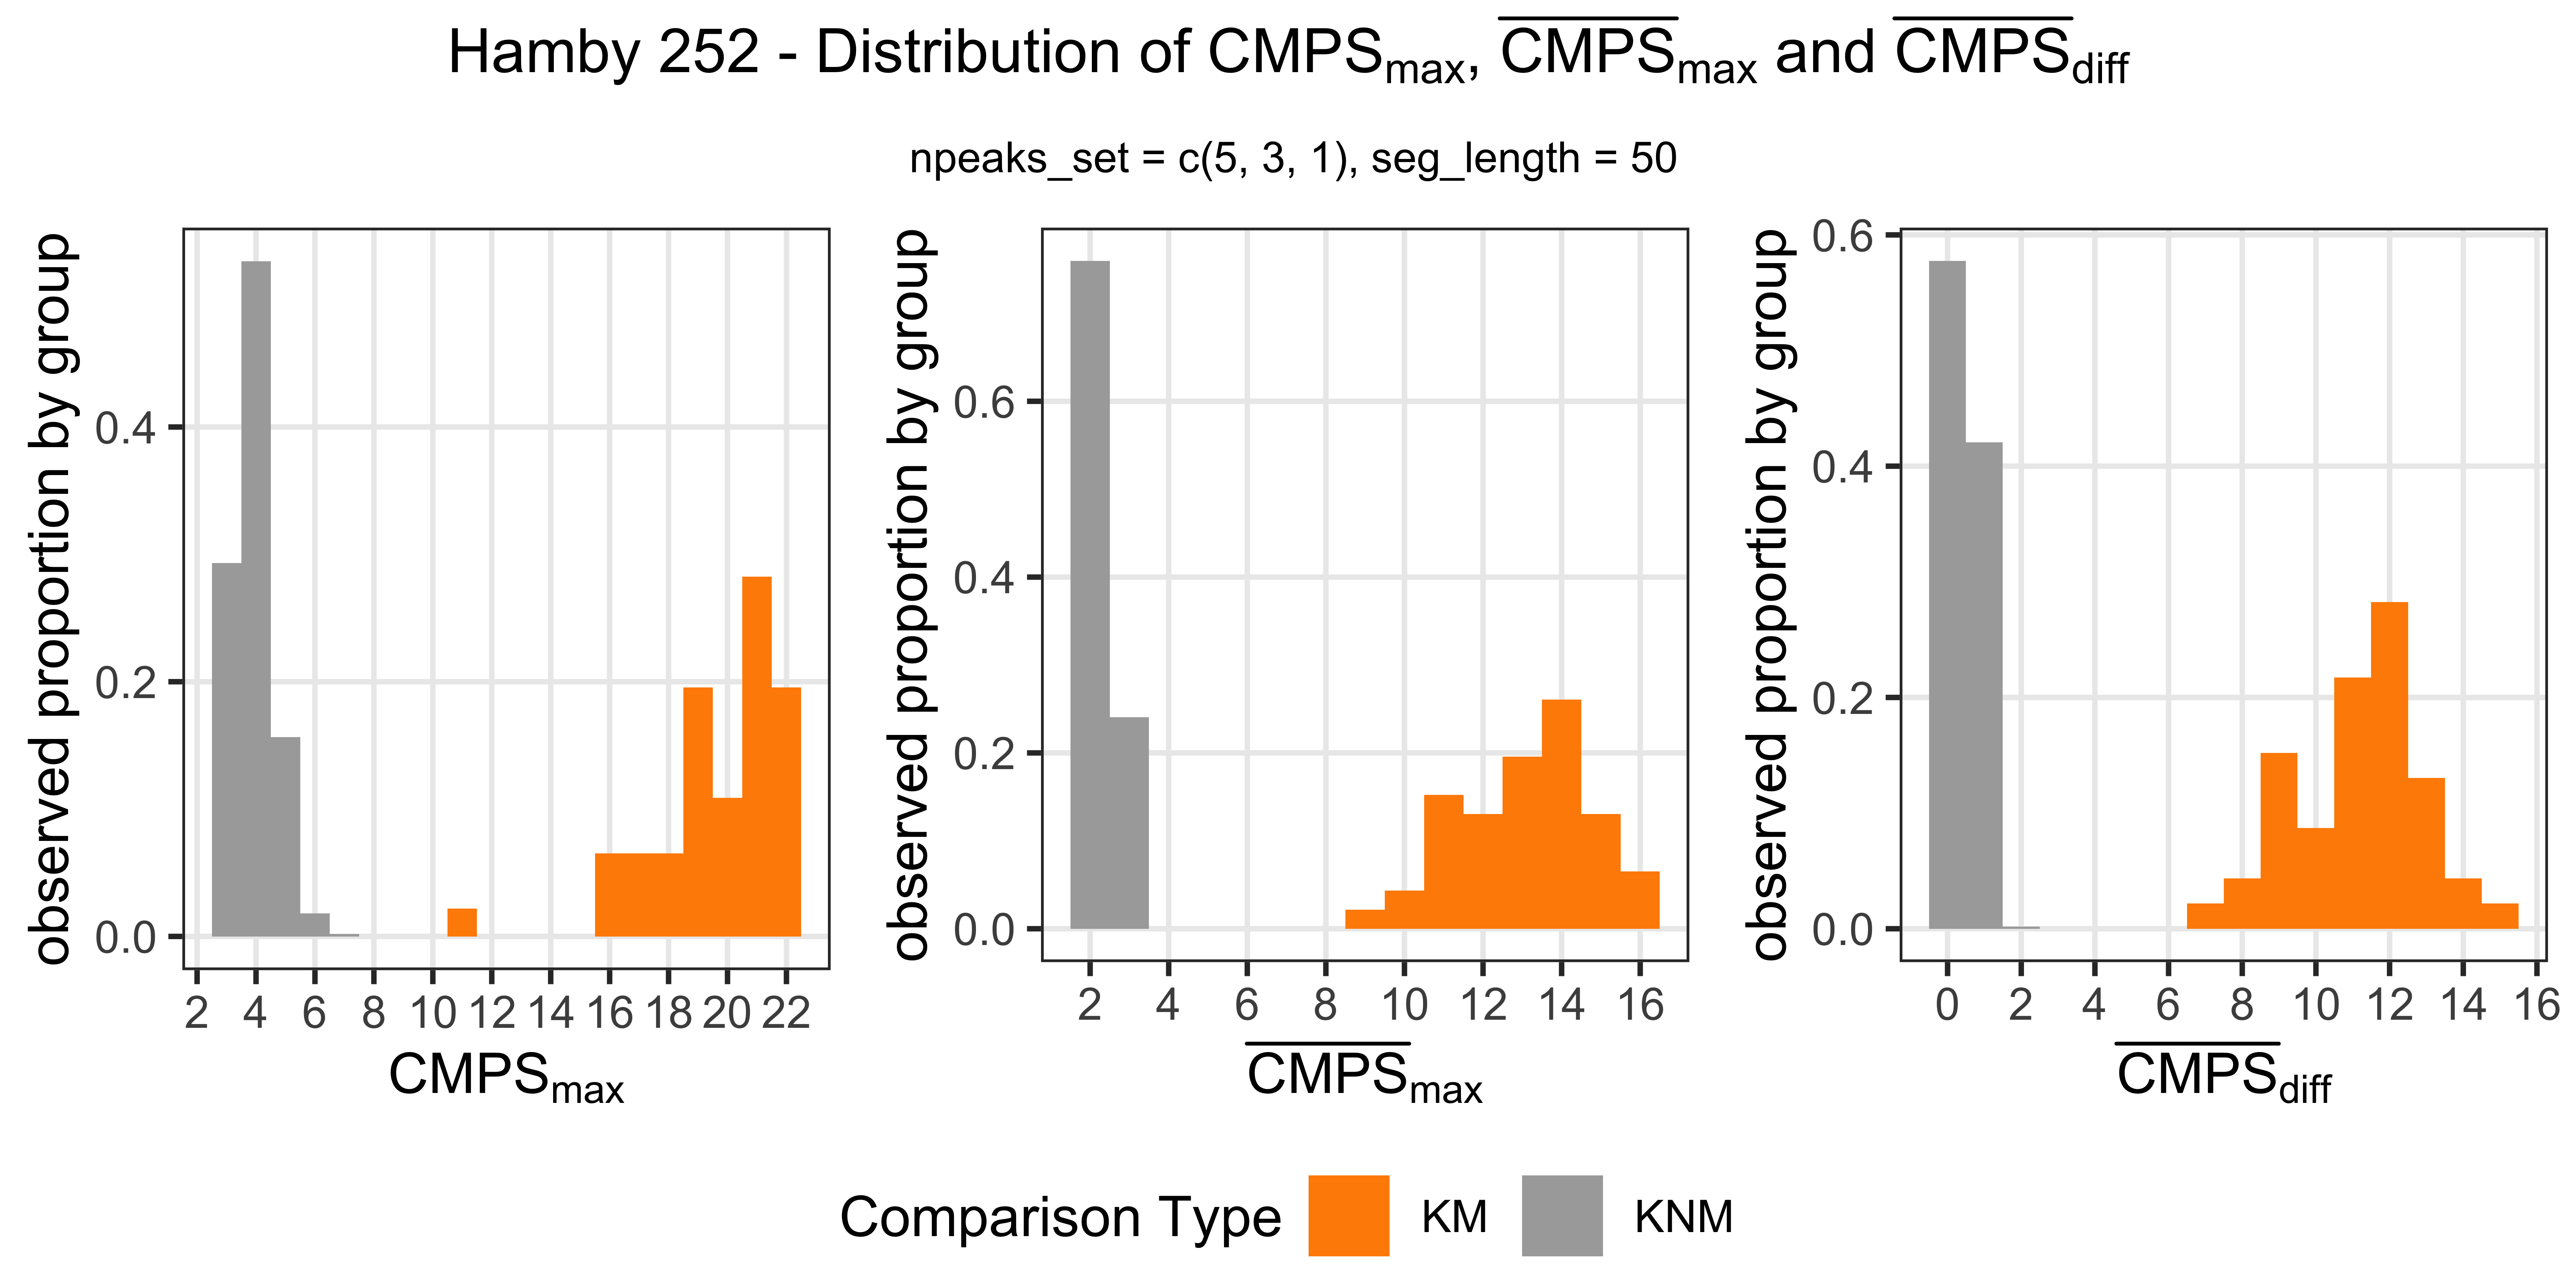 Hamby 252 - Distribution of CMPSmax, C̅M̅P̅S̅max and C̅M̅P̅S̅diff
npeaks_set = c(5, 3, 1), seg_length = 50
observed proportion by group
0.4
0.2
0.0
2 4 6 8 10 12 14 16 18 20 22
CMPSmax
observed proportion by group
0.6
0.4
0.2
0.0
2 4 6 8 10 12 14 16
C̅M̅P̅S̅max
observed proportion by group
0.6
0.4
0.2
0.0
0 2 4 6 8 10 12 14 16
C̅M̅P̅S̅diff
Comparison Type KM KNM